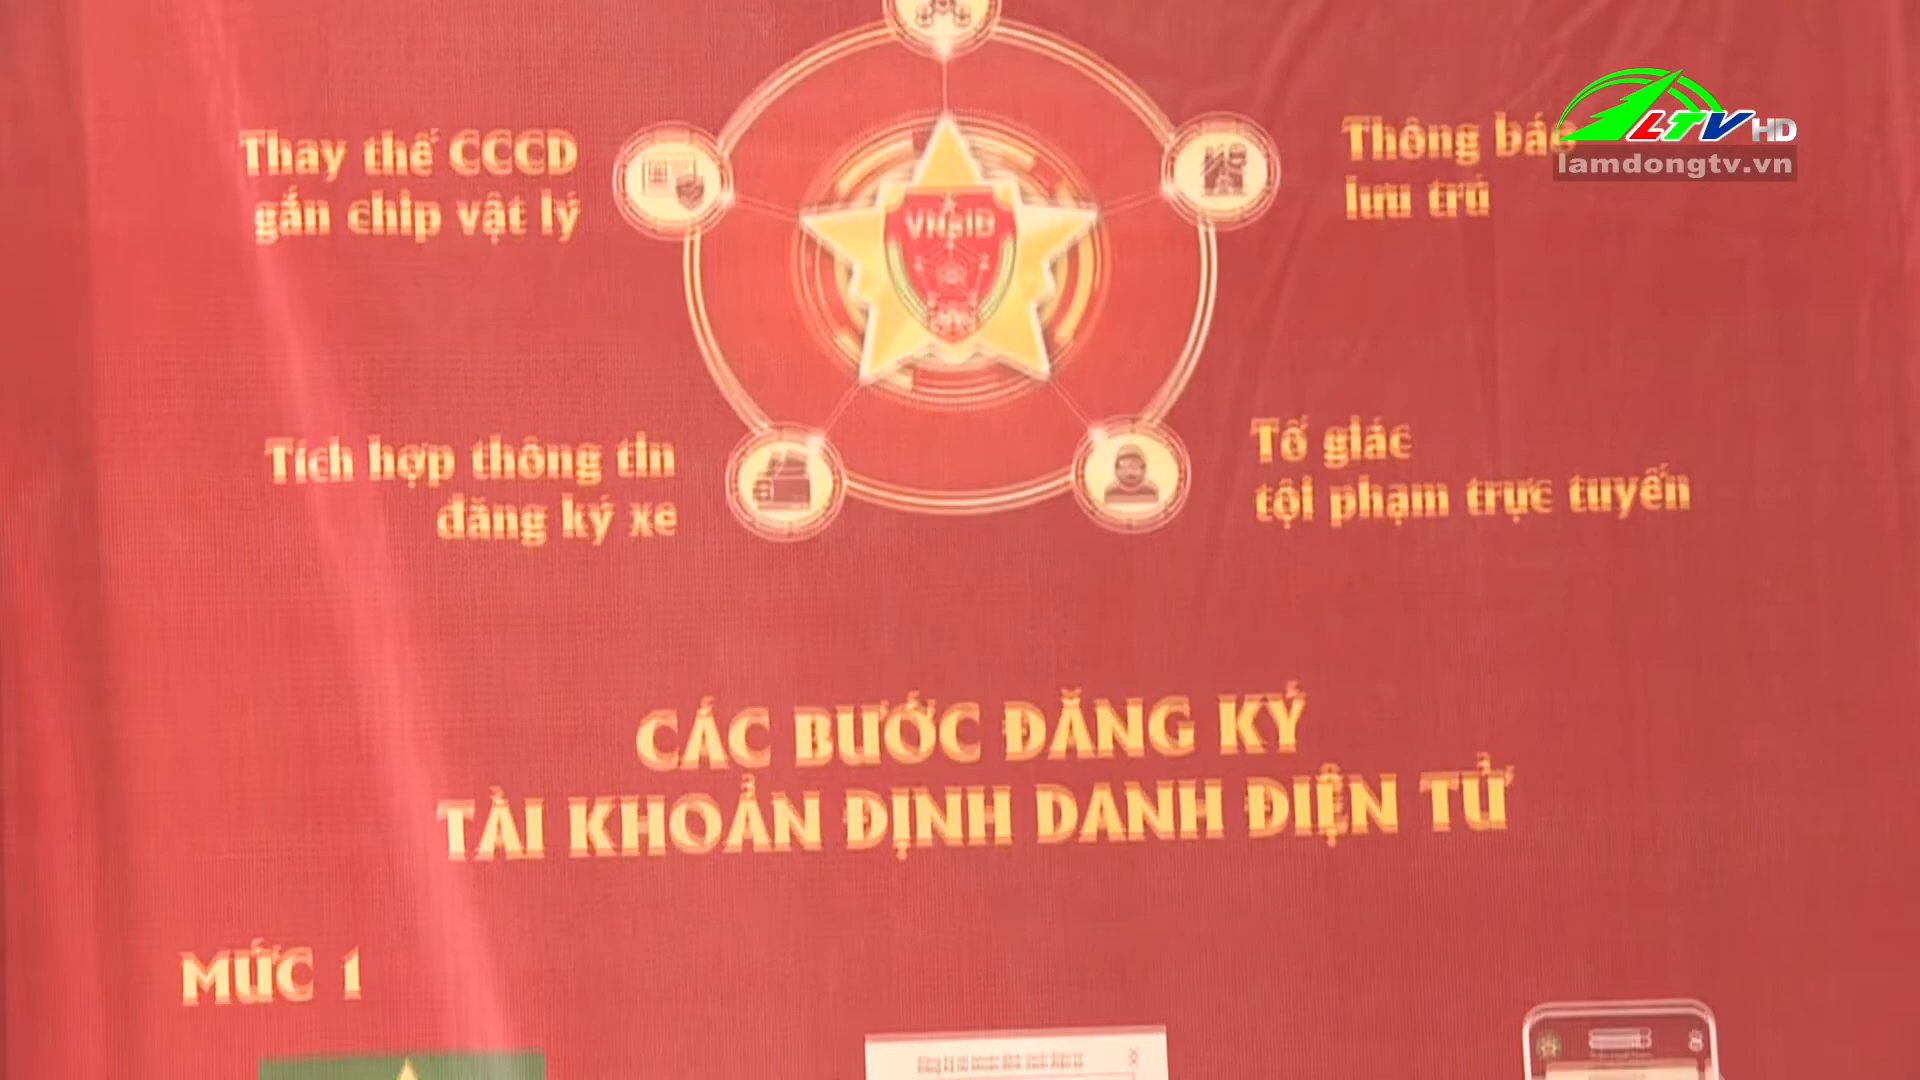 LTV HD
lamdongtv.vn
Thay thế CCCD
gắn chip vật lý
Thông báo
lưu trú
VNeID
Tích hợp thông tin
đăng ký xe
Tố giác
tội phạm trực tuyến
CÁC BƯỚC ĐĂNG KÝ
TÀI KHOẢN ĐỊNH DANH ĐIỆN TỬ
MỨC 1